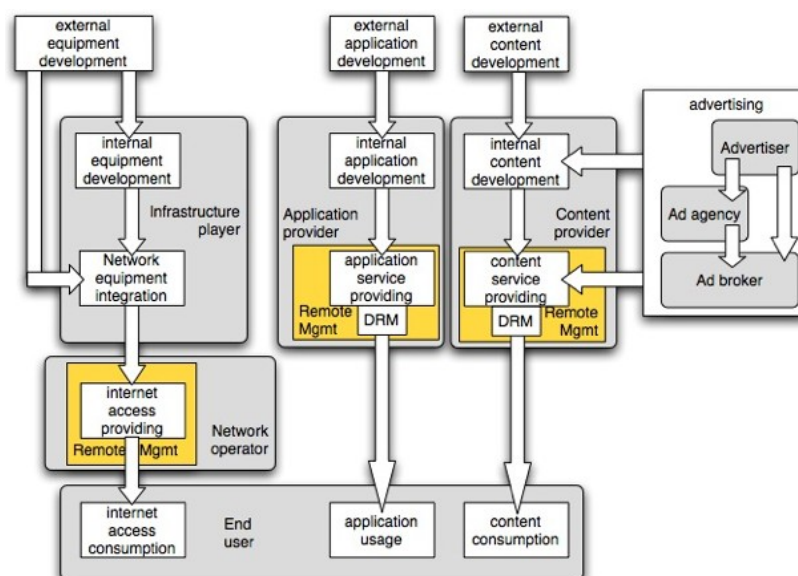 external
equipment
development
external
application
development
external
content
development
advertising
Advertiser
Ad agency
Ad broker
internal
equipment
development
Infrastructure
player
Network
equipment
integration
internal
application
development
Application
provider
application
service
providing
Remote
Mgmt
DRM
internal
content
development
Content
provider
content
service
providing
DRM
Remote
Mgmt
internet
access
providing
Remote Mgmt
Network
operator
internet
access
consumption
End
user
application
usage
content
consumption